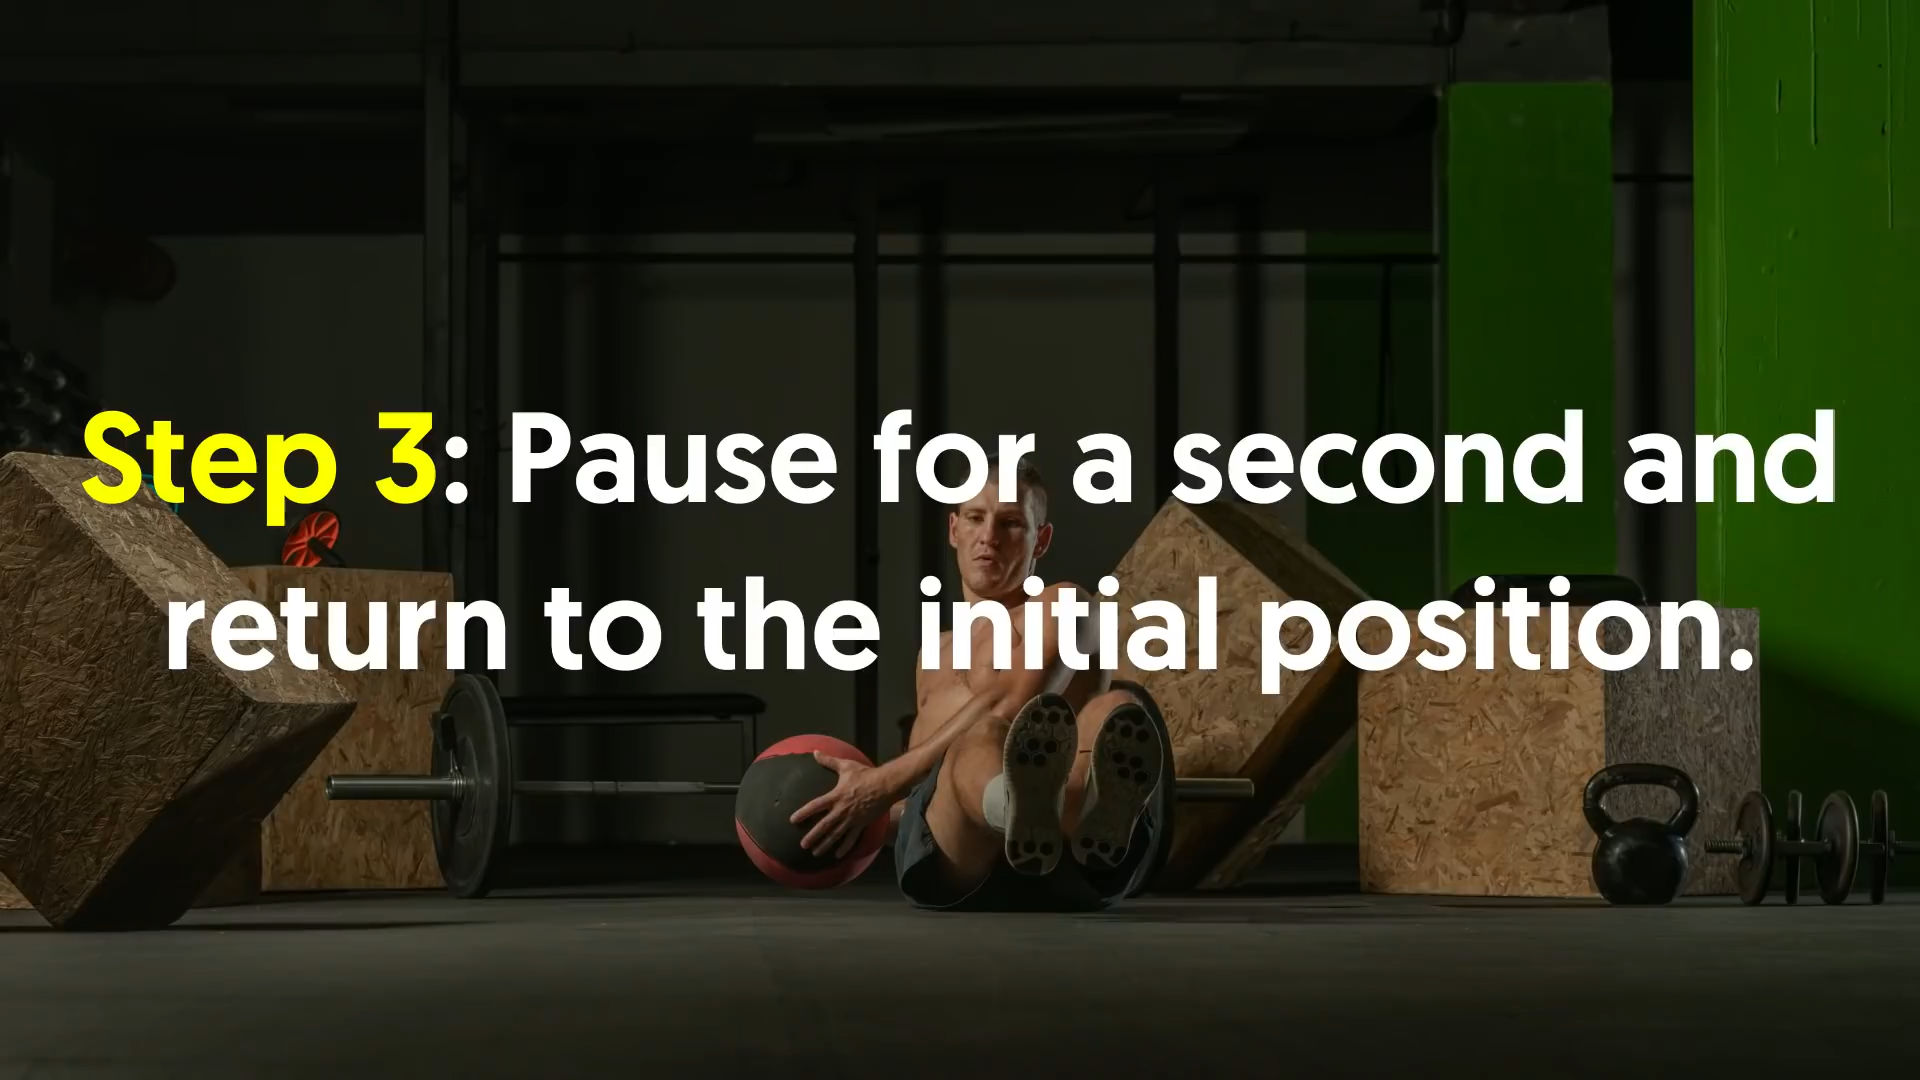 Step 3: Pause for a second and
return to the initial position.